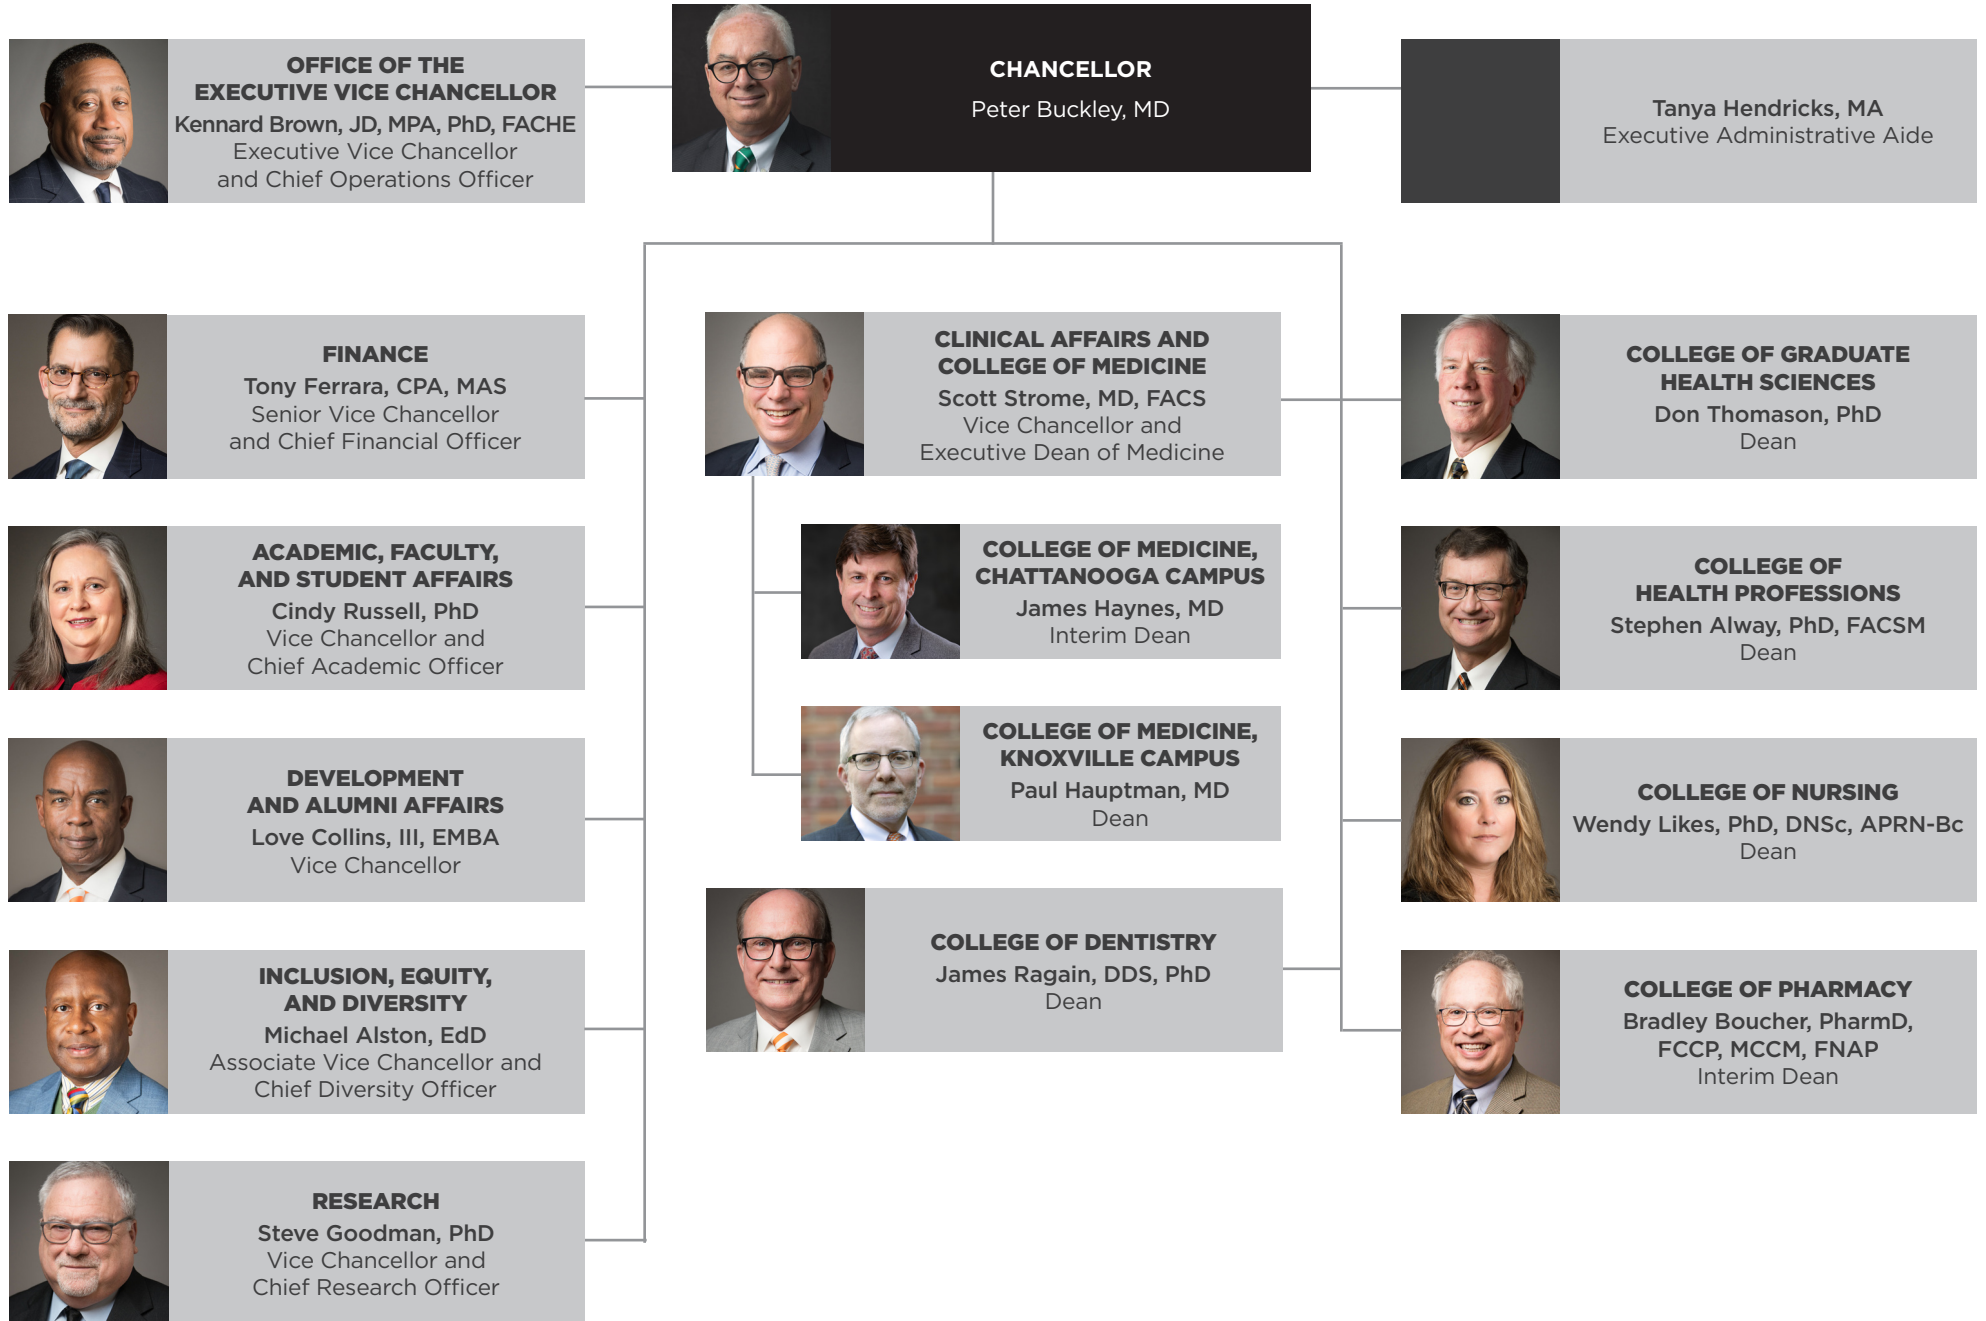 OFFICE OF THE
EXECUTIVE VICE CHANCELLOR
Kennard Brown, JD, MPA, PhD, FACHE
Executive Vice Chancellor
and Chief Operations Officer
CHANCELLOR
Peter Buckley, MD
Tanya Hendricks, MA
Executive Administrative Aide
FINANCE
Tony Ferrara, CPA, MAS
Senior Vice Chancellor
and Chief Financial Officer
ACADEMIC, FACULTY,
AND STUDENT AFFAIRS
Cindy Russell, PhD
Vice Chancellor and
Chief Academic Officer
DEVELOPMENT
AND ALUMNI AFFAIRS
Love Collins, III, EMBA
Vice Chancellor
INCLUSION, EQUITY,
AND DIVERSITY
Michael Alston, EdD
Associate Vice Chancellor and
Chief Diversity Officer
RESEARCH
Steve Goodman, PhD
Vice Chancellor and
Chief Research Officer
CLINICAL AFFAIRS AND
COLLEGE OF MEDICINE
Scott Strome, MD, FACS
Vice Chancellor and
Executive Dean of Medicine
COLLEGE OF MEDICINE,
CHATTANOOGA CAMPUS
James Haynes, MD
Interim Dean
COLLEGE OF MEDICINE,
KNOXVILLE CAMPUS
Paul Hauptman, MD
Dean
COLLEGE OF DENTISTRY
James Ragain, DDS, PhD
Dean
COLLEGE OF GRADUATE
HEALTH SCIENCES
Don Thomason, PhD
Dean
COLLEGE OF
HEALTH PROFESSIONS
Stephen Alway, PhD, FACSM
Dean
COLLEGE OF NURSING
Wendy Likes, PhD, DNSc, APRN-Bc
Dean
COLLEGE OF PHARMACY
Bradley Boucher, PharmD,
FCCP, MCCM, FNAP
Interim Dean